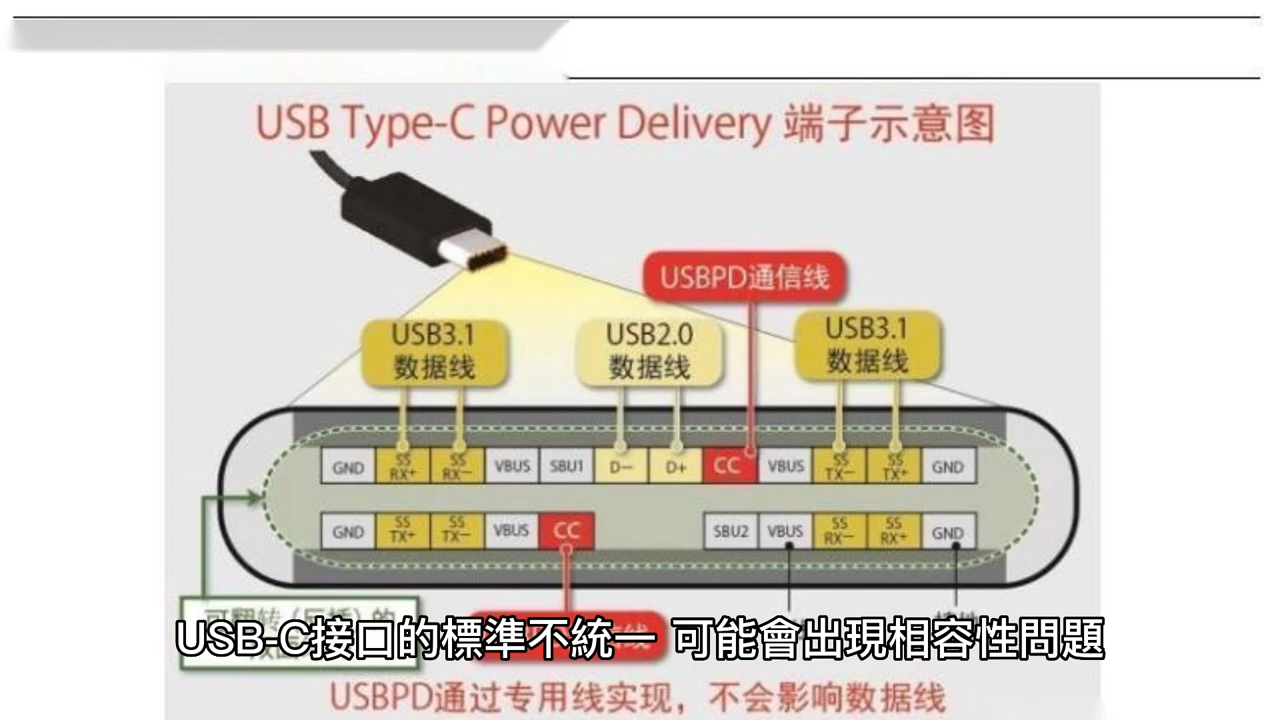 USB Type-C Power Delivery 端子示意图
USBPD通信线
USB3.1
数据线
USB2.0
数据线
USB3.1
数据线
GND SS RX+ SS RX− VBUS SBU1 D− D+ CC VBUS SS TX− SS TX+ GND
GND SS TX+ SS TX− VBUS CC SBU2 VBUS SS RX− SS RX+ GND
USB-C接口的標準不統一 可能會出現相容性問題
USBPD通过专用线实现，不会影响数据线